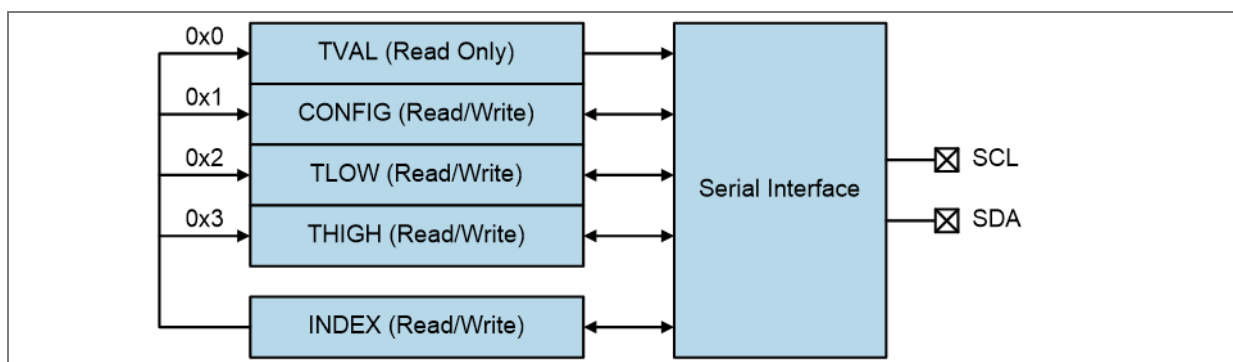 0x0
TVAL (Read Only)
0x1
CONFIG (Read/Write)
0x2
TLOW (Read/Write)
0x3
THIGH (Read/Write)
INDEX (Read/Write)
Serial Interface
SCL
SDA